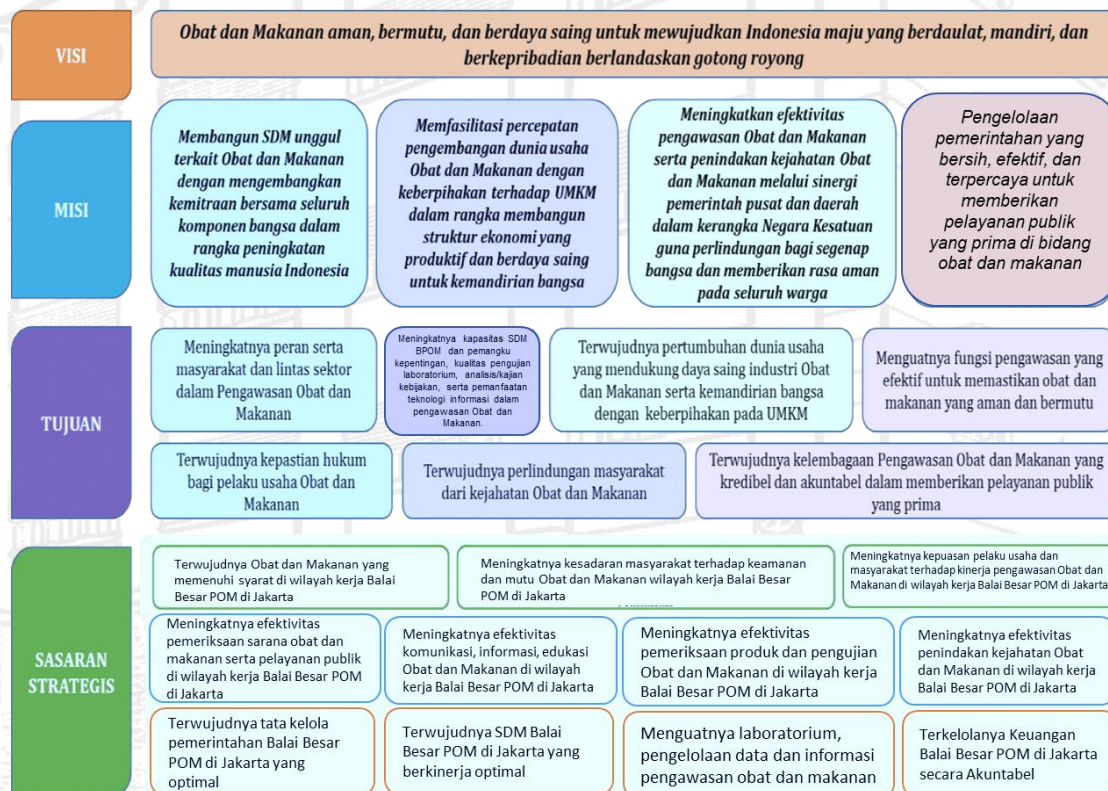 VISI
Obat dan Makanan aman, bermutu, dan berdaya saing untuk mewujudkan Indonesia maju yang berdaulat, mandiri, dan
berkepribadian berlandaskan gotong royong
MISI
Membangun SDM unggul
terkait Obat dan Makanan
dengan mengembangkan
kemitraan bersama seluruh
komponen bangsa dalam
rangka peningkatan
kualitas manusia Indonesia
Memfasilitasi percepatan
pengembangan dunia usaha
Obat dan Makanan dengan
keberpihakan terhadap UMKM
dalam rangka membangun
struktur ekonomi yang
produktif dan berdaya saing
untuk kemandirian bangsa
Meningkatkan efektivitas
pengawasan Obat dan Makanan
serta penindakan kejahatan Obat
dan Makanan melalui sinergi
pemerintah pusat dan daerah
dalam kerangka Negara Kesatuan
guna perlindungan bagi segenap
bangsa dan memberikan rasa aman
pada seluruh warga
Pengelolaan
pemerintahan yang
bersih, efektif, dan
terpercaya untuk
memberikan
pelayanan publik
yang prima di bidang
obat dan makanan
TUJUAN
Meningkatnya peran serta
masyarakat dan lintas sektor
dalam Pengawasan Obat dan
Makanan
Meningkatnya kapasitas SDM
BPOM dan pemangku
kepentingan, kualitas pengujian
laboratorium, analisis/kajian
kebijakan, serta pemanfaatan
teknologi informasi dalam
pengawasan Obat dan
Makanan.
Terwujudnya pertumbuhan dunia usaha
yang mendukung daya saing industri Obat
dan Makanan serta kemandirian bangsa
dengan keberpihakan pada UMKM
Menguatnya fungsi pengawasan yang
efektif untuk memastikan obat dan
makanan yang aman dan bermutu
Terwujudnya kepastian hukum
bagi pelaku usaha Obat dan
Makanan
Terwujudnya perlindungan masyarakat
dari kejahatan Obat dan Makanan
Terwujudnya kelembagaan Pengawasan Obat dan Makanan yang
kredibel dan akuntabel dalam memberikan pelayanan publik
yang prima
SASARAN
STRATEGIS
Terwujudnya Obat dan Makanan yang
memenuhi syarat di wilayah kerja Balai
Besar POM di Jakarta
Meningkatnya kesadaran masyarakat terhadap keamanan
dan mutu Obat dan Makanan wilayah kerja Balai Besar
POM di Jakarta
Meningkatnya kepuasan pelaku usaha dan
masyarakat terhadap kinerja pengawasan Obat dan
Makanan di wilayah kerja Balai Besar POM di Jakarta
Meningkatnya efektivitas
pemeriksaan sarana obat dan
makanan serta pelayanan publik
di wilayah kerja Balai Besar POM
di Jakarta
Meningkatnya efektivitas
komunikasi, informasi, edukasi
Obat dan Makanan di wilayah
kerja Balai Besar POM di Jakarta
Meningkatnya efektivitas
pemeriksaan produk dan pengujian
Obat dan Makanan di wilayah kerja
Balai Besar POM di Jakarta
Meningkatnya efektivitas
penindakan kejahatan Obat
dan Makanan di wilayah kerja
Balai Besar POM di Jakarta
Terwujudnya tata kelola
pemerintahan Balai Besar
POM di Jakarta yang
optimal
Terwujudnya SDM Balai
Besar POM di Jakarta yang
berkinerja optimal
Menguatnya laboratorium,
pengelolaan data dan informasi
pengawasan obat dan makanan
Terkelolanya Keuangan
Balai Besar POM di Jakarta
secara Akuntabel